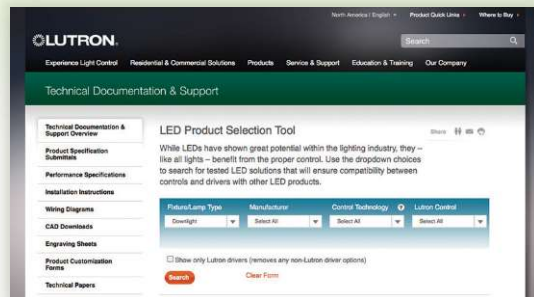 North America / English
Product Quick Links
Where to Buy
LUTRON.
Search
Experience Light Control
Residential & Commercial Solutions
Products
Service & Support
Education & Training
Our Company
Technical Documentation & Support
Technical Documentation &
Support Overview
Product Specification
Submittals
Performance Specifications
Installation Instructions
Wiring Diagrams
CAD Downloads
Engraving Sheets
Product Customization
Forms
Technical Papers
LED Product Selection Tool
Share
While LEDs have shown great potential within the lighting industry, they –
like all lights – benefit from the proper control. Use the dropdown choices
to search for tested LED solutions that will ensure compatibility between
controls and drivers with other LED products.
Fixture/Lamp Type
Manufacturer
Control Technology ?
Lutron Control
Downlight
Select All
Select All
Select All
Show only Lutron drivers (removes any non-Lutron driver options)
Search
Clear Form